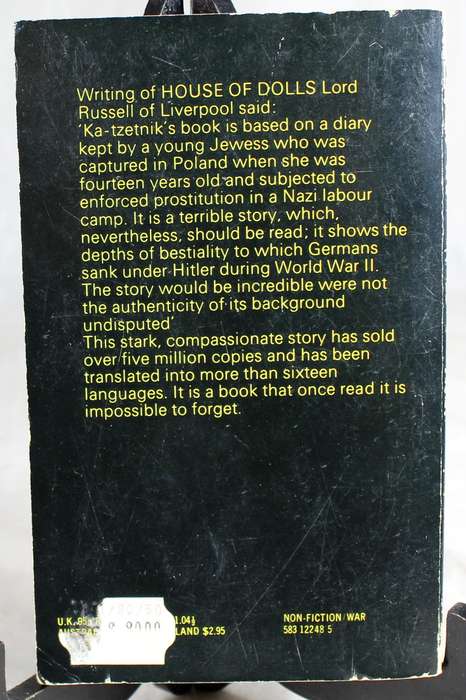 Writing of HOUSE OF DOLLS Lord
Russell of Liverpool said:
'Ka-tzetnik's book is based on a diary
kept by a young Jewess who was
captured in Poland when she was
fourteen years old and subjected to
enforced prostitution in a Nazi labour
camp. It is a terrible story, which,
nevertheless, should be read; it shows the
depths of bestiality to which Germans
sank under Hitler during World War II.
The story would be incredible were not
the authenticity of its background
undisputed'
This stark, compassionate story has sold
over five million copies and has been
translated into more than sixteen
languages. It is a book that once read it is
impossible to forget.
U.K. 1.04½
LAND $2.95
NON-FICTION/WAR
583 12248 5